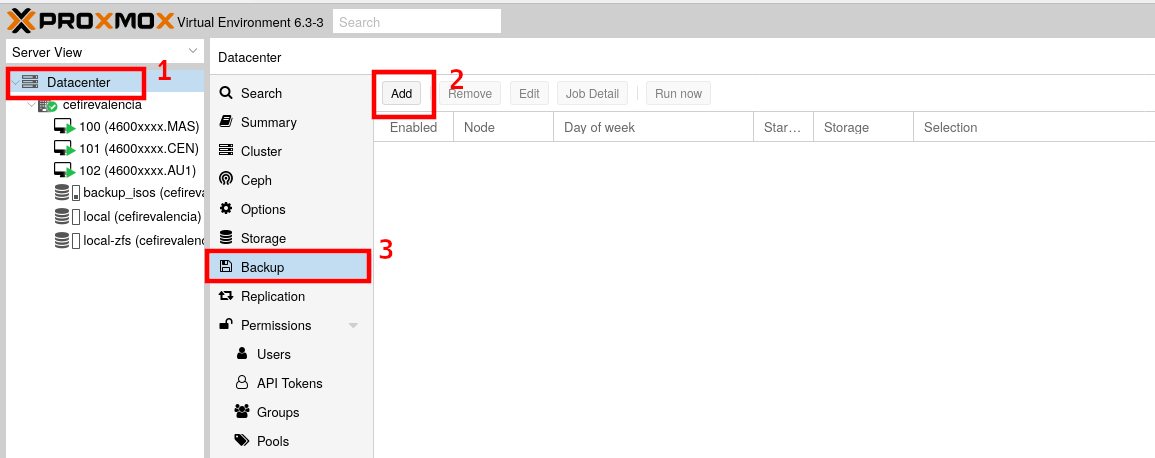 PROXMOX Virtual Environment 6.3-3 Search
Server View
Datacenter
1
cefirevalencia
100 (4600xxxx.MAS)
101 (4600xxxx.CEN)
102 (4600xxxx.AU1)
backup_isos (cefireva
local (cefirevalencia)
local-zfs (cefirevalenc
Datacenter
Search
Summary
Cluster
Ceph
Options
Storage
Backup
3
Replication
Permissions
Users
API Tokens
Groups
Pools
Add 2 Remove Edit Job Detail Run now
Enabled Node Day of week Star... Storage Selection